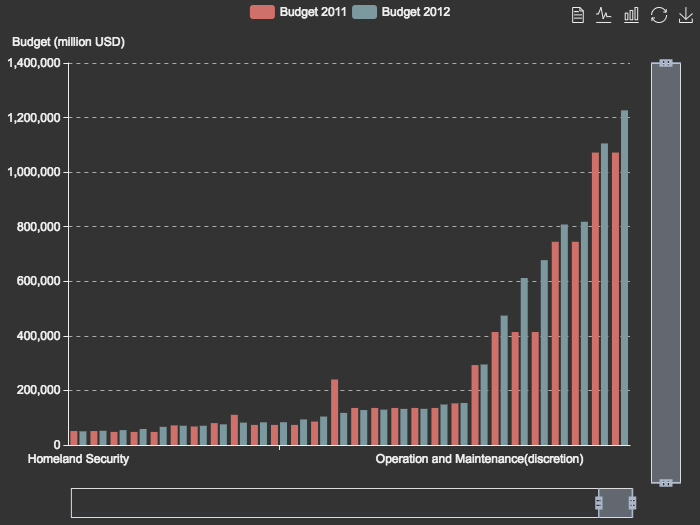 Budget 2011 Budget 2012
Budget (million USD)
1,400,000
1,200,000
1,000,000
800,000
600,000
400,000
200,000
0
Homeland Security Operation and Maintenance(discretion)